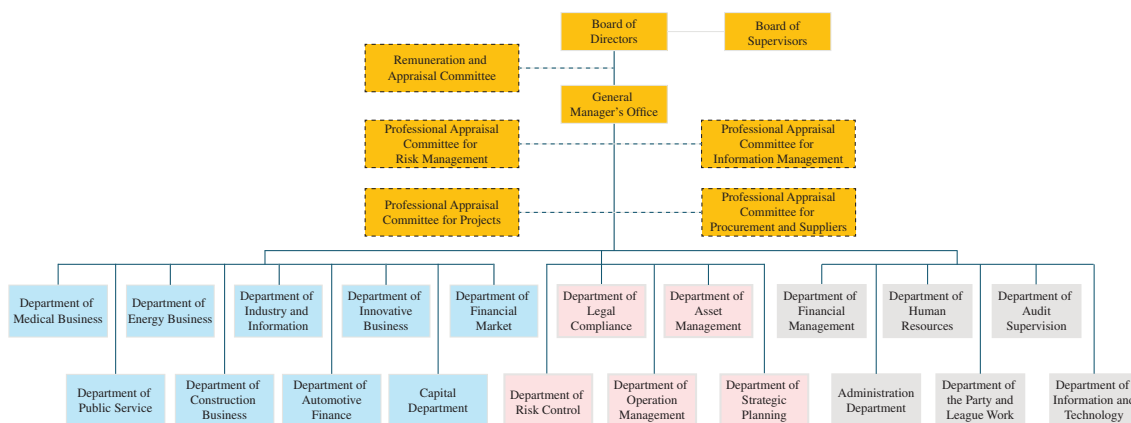 Board of
Directors
Board of
Supervisors
Remuneration and
Appraisal Committee
General
Manager's Office
Professional Appraisal
Committee for
Risk Management
Professional Appraisal
Committee for
Information Management
Professional Appraisal
Committee for Projects
Professional Appraisal
Committee for
Procurement and Suppliers
Department of
Medical Business
Department of
Energy Business
Department of
Industry and
Information
Department of
Innovative
Business
Department of
Financial
Market
Department of
Legal
Compliance
Department of
Asset
Management
Department of
Financial
Management
Department of
Human
Resources
Department of
Audit
Supervision
Department of
Public Service
Department of
Construction
Business
Department of
Automotive
Finance
Capital
Department
Department of
Risk Control
Department of
Operation
Management
Department of
Strategic
Planning
Administration
Department
Department of
the Party and
League Work
Department of
Information and
Technology